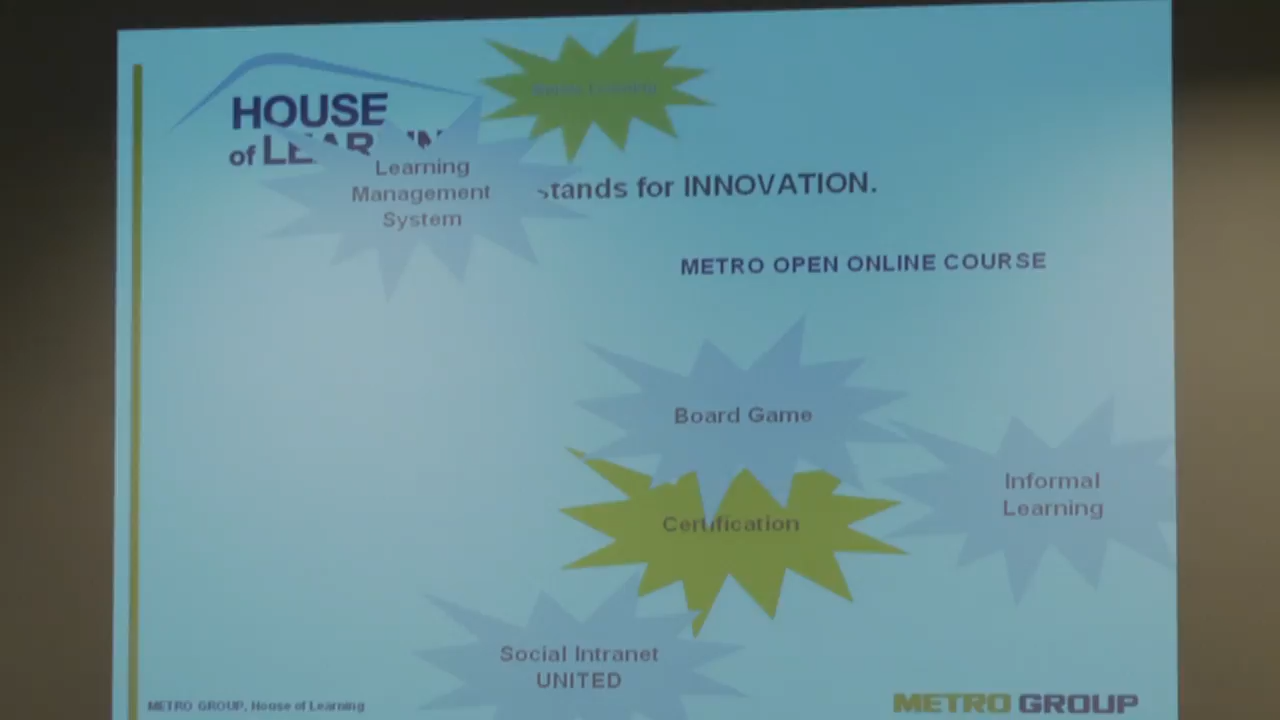 HOUSE
of LEARNIN
Learning
Management
System
stands for INNOVATION.
METRO OPEN ONLINE COURSE
Board Game
Certification
Informal
Learning
Social Intranet
UNITED
METRO GROUP, House of Learning
METRO GROUP